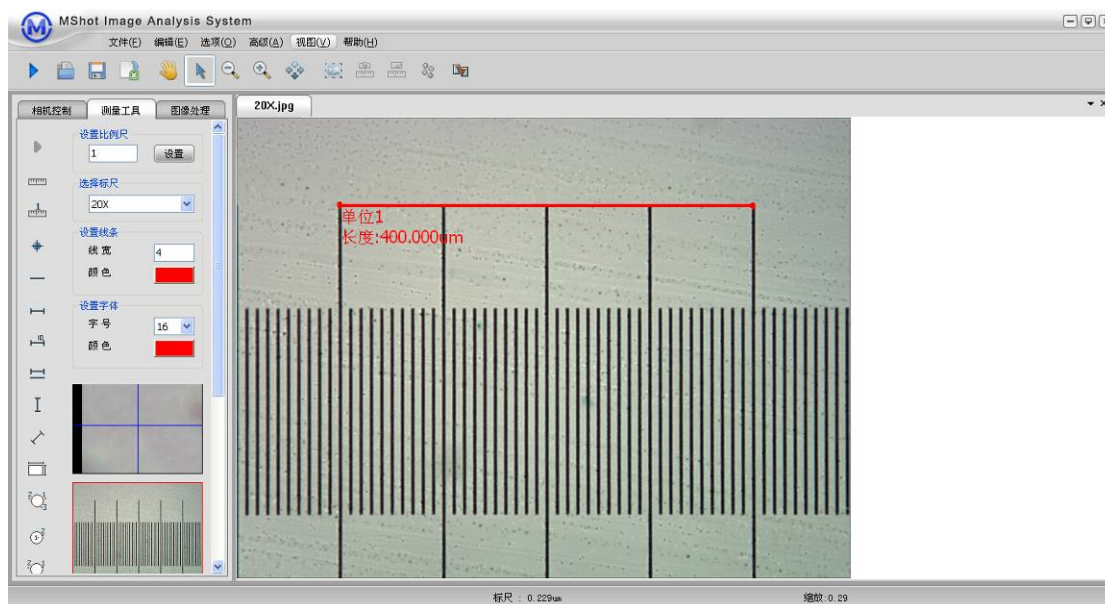 MShot Image Analysis System
文件(F) 编辑(E) 选项(O) 高级(A) 视图(V) 帮助(H)
相机控制 测量工具 图像处理
20X.jpg
设置比例尺
1 设置
选择标尺
20X
设置线条
线 宽 4
颜 色
设置字体
字 号 16
颜 色
单位1
长度:400.000um
标尺 : 0.229um 缩放:0.29